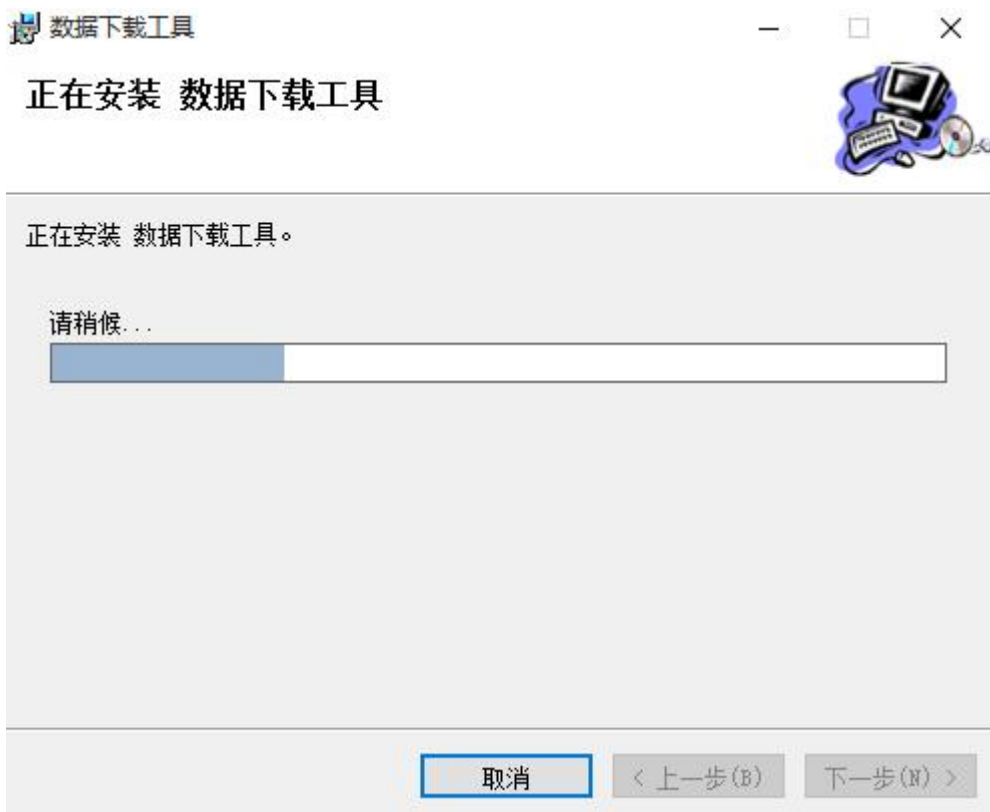 数据下载工具
正在安装 数据下载工具
正在安装 数据下载工具。
请稍候...
取消
< 上一步(B)
下一步(N) >